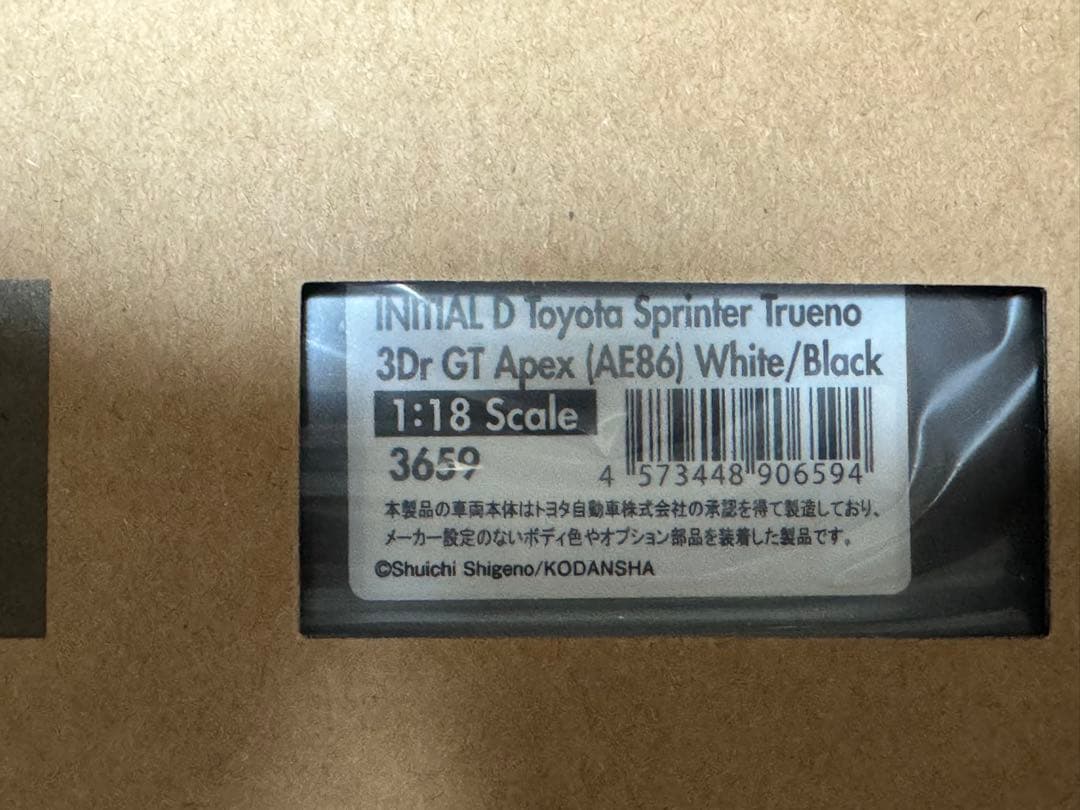 INITIAL D Toyota Sprinter Trueno
3Dr GT Apex (AE86) White/Black
1:18 Scale
3659
4 573448 906594
本製品の車両本体はトヨタ自動車株式会社の承認を得て製造しており、
メーカー設定のないボディ色やオプション部品を装着した製品です。
©Shuichi Shigeno/KODANSHA